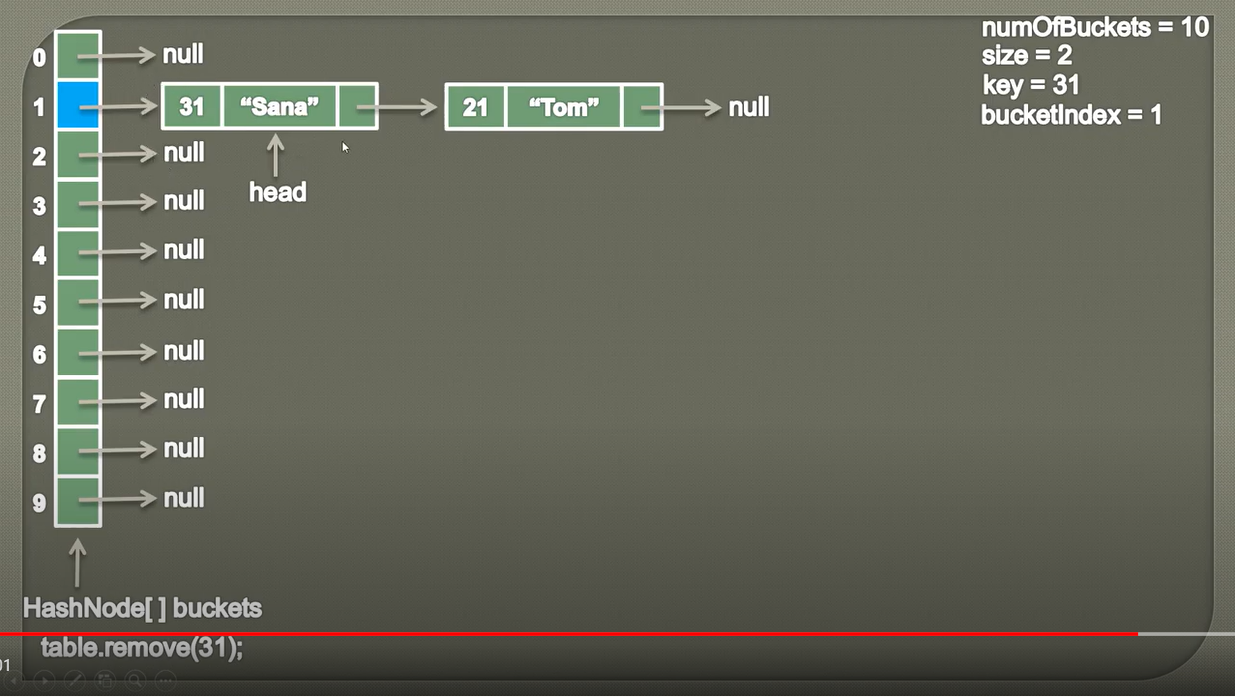 numOfBuckets = 10
size = 2
key = 31
bucketIndex = 1
0 null
1 31 “Sana” 21 “Tom” null
2 null
head
3 null
4 null
5 null
6 null
7 null
8 null
9 null
HashNode[ ] buckets
table.remove(31);